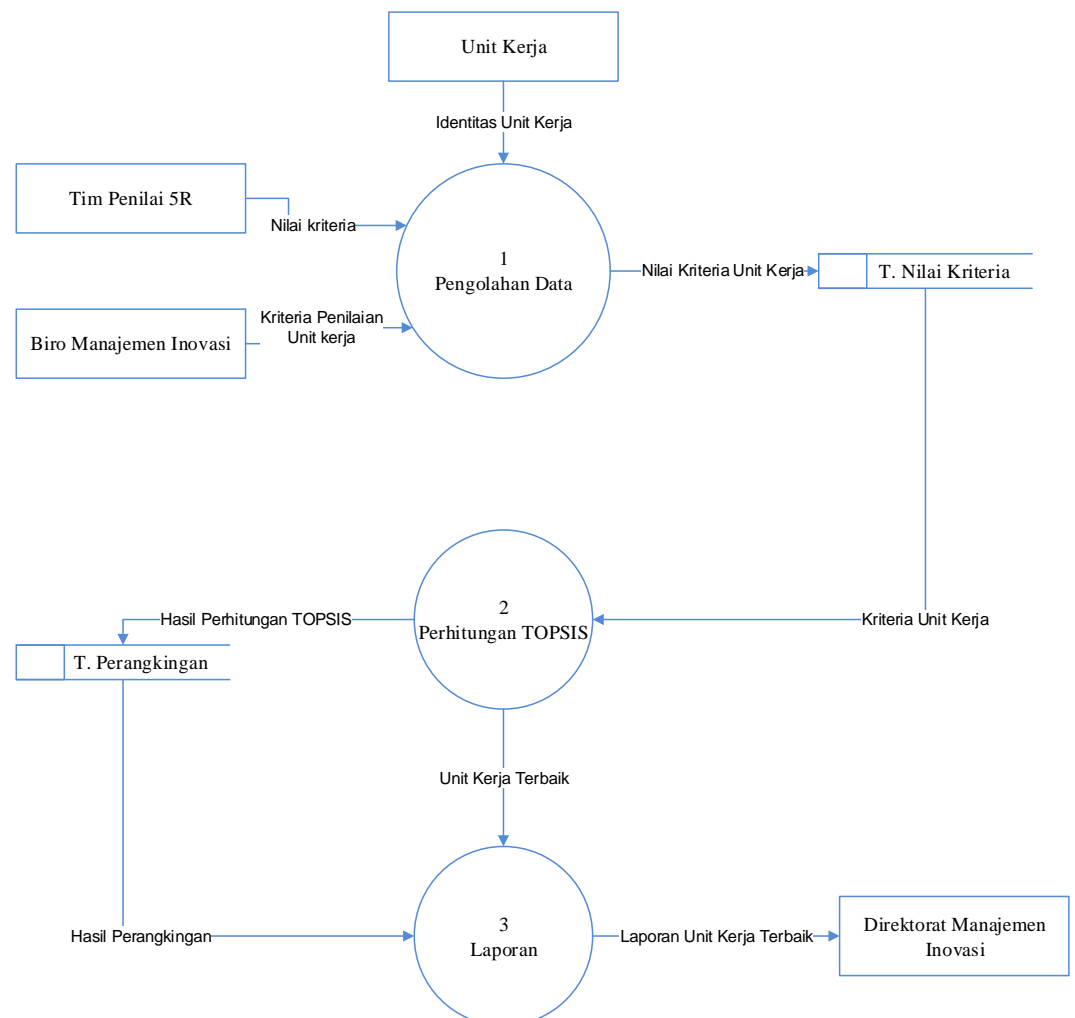 Unit Kerja
Identitas Unit Kerja
Tim Penilai 5R
Nilai kriteria
1
Pengolahan Data
Nilai Kriteria Unit Kerja
T. Nilai Kriteria
Biro Manajemen Inovasi
Kriteria Penilaian
Unit kerja
2
Perhitungan TOPSIS
Hasil Perhitungan TOPSIS
Kriteria Unit Kerja
T. Perangkingan
Unit Kerja Terbaik
3
Laporan
Hasil Perangkingan
Laporan Unit Kerja Terbaik
Direktorat Manajemen
Inovasi